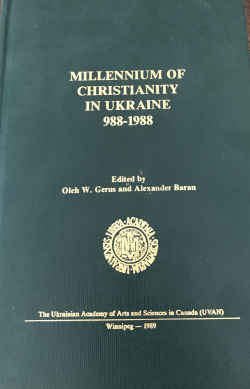 MILLENNIUM OF
CHRISTIANITY
IN UKRAINE
988-1988
Edited by
Oleh W. Gerus and Alexander Baran
The Ukrainian Academy of Arts and Sciences in Canada (UVAN)
Winnipeg — 1989